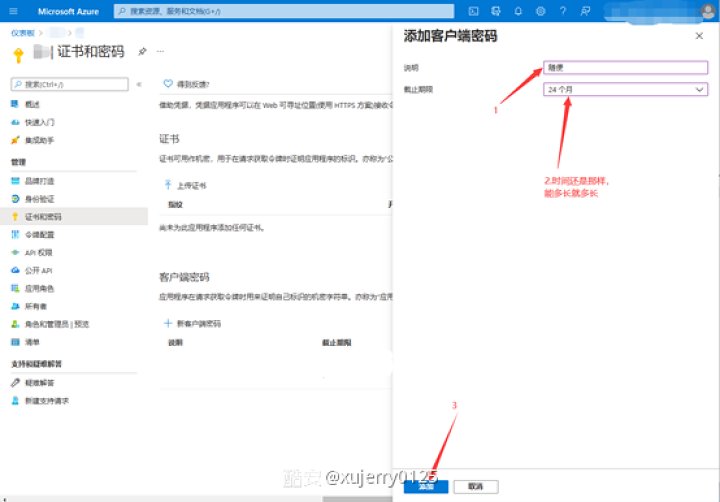 Microsoft Azure
搜索资源、服务和文档(G+/)
仪表板 >
证书和密码
搜索(Ctrl+/)
概述
快速入门
集成助手
管理
品牌打造
身份验证
证书和密码
令牌配置
API 权限
公开 API
应用角色
所有者
角色和管理员 | 预览
清单
支持和疑难解答
疑难解答
新建支持请求
得到反馈?
借助凭据，凭据应用程序可以在 Web 可寻址位置(使用 HTTPS 方案)接收令
证书
证书可用作机密，用于在请求获取令牌时证明应用程序的标识。亦称为"公
上传证书
指纹
尚未为此应用程序添加任何证书。
客户端密码
应用程序在请求获取令牌时用来证明自己标识的机密字符串。亦称为"应用
新客户端密码
说明 截止期限
添加客户端密码
说明 随便
截止期限 24 个月
1
2.时间还是那样，
能多长就多长
3
添加 取消
酷安 @xujerry0125